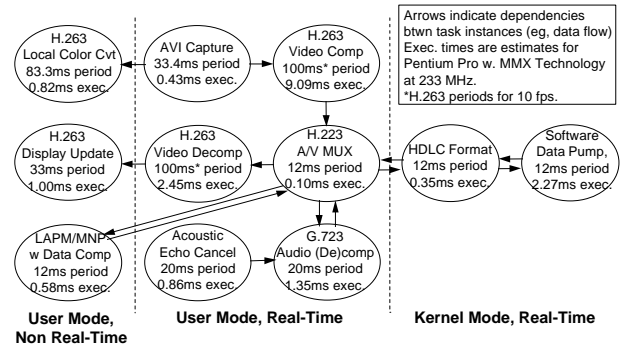 H.263
Local Color Cvt
83.3ms period
0.82ms exec.
AVI Capture
33.4ms period
0.43ms exec.
H.263
Video Comp
100ms* period
9.09ms exec.
Arrows indicate dependencies
btwn task instances (eg, data flow)
Exec. times are estimates for
Pentium Pro w. MMX Technology
at 233 MHz.
*H.263 periods for 10 fps.
H.263
Display Update
33ms period
1.00ms exec.
H.263
Video Decomp
100ms* period
2.45ms exec.
H.223
A/V MUX
12ms period
0.10ms exec.
HDLC Format
12ms period
0.35ms exec.
Software
Data Pump,
12ms period
2.27ms exec.
LAPM/MNP
w Data Comp
12ms period
0.58ms exec.
Acoustic
Echo Cancel
20ms period
0.86ms exec.
G.723
Audio (De)comp
20ms period
1.35ms exec.
User Mode,
Non Real-Time
User Mode, Real-Time
Kernel Mode, Real-Time